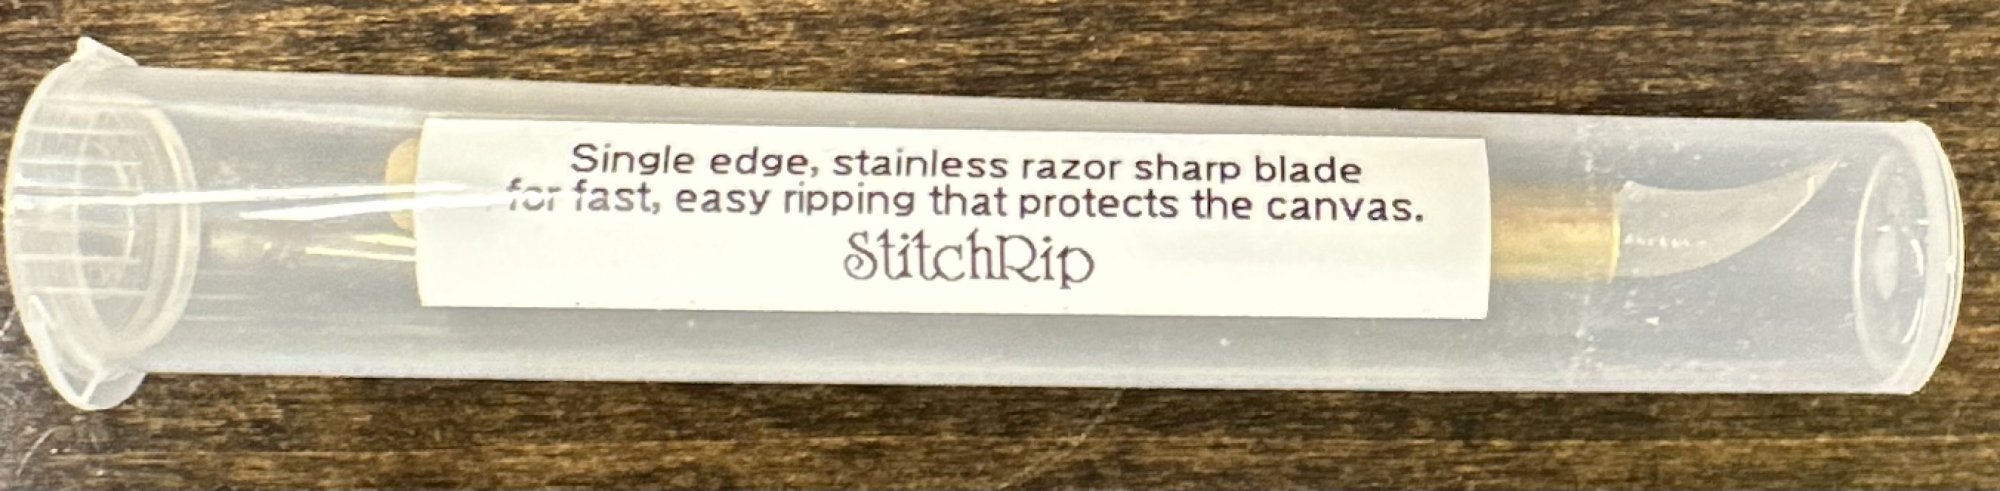 Single edge, stainless razor sharp blade
for fast, easy ripping that protects the canvas.
StitchRip